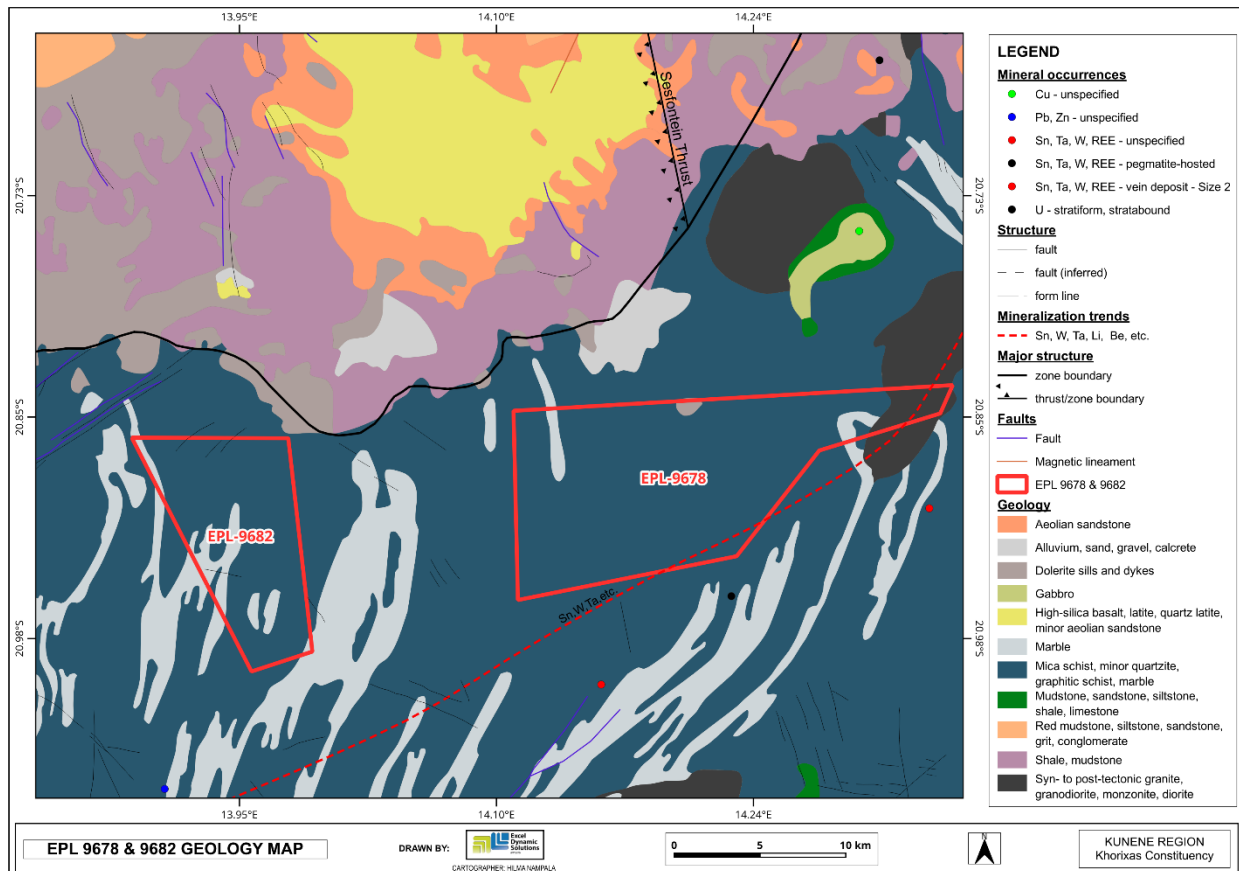 13.95°E
14.10°E
14.24°E
20.73°S
20.73°S
20.85°S
20.85°S
20.98°S
20.98°S
13.95°E
14.10°E
14.24°E
Sesfontein Thrust
EPL-9678
EPL-9682
Sn,W,Ta,etc.
LEGEND
Mineral occurrences
Cu - unspecified
Pb, Zn - unspecified
Sn, Ta, W, REE - unspecified
Sn, Ta, W, REE - pegmatite-hosted
Sn, Ta, W, REE - vein deposit - Size 2
U - stratiform, stratabound
Structure
fault
fault (inferred)
form line
Mineralization trends
Sn, W, Ta, Li, Be, etc.
Major structure
zone boundary
thrust/zone boundary
Faults
Fault
Magnetic lineament
EPL 9678 & 9682
Geology
Aeolian sandstone
Alluvium, sand, gravel, calcrete
Dolerite sills and dykes
Gabbro
High-silica basalt, latite, quartz latite,
minor aeolian sandstone
Marble
Mica schist, minor quartzite,
graphitic schist, marble
Mudstone, sandstone, siltstone,
shale, limestone
Red mudstone, siltstone, sandstone,
grit, conglomerate
Shale, mudstone
Syn- to post-tectonic granite,
granodiorite, monzonite, diorite
EPL 9678 & 9682 GEOLOGY MAP
DRAWN BY:
Excel
Dynamic
Solutions
CARTOGRAPHER: HILMA NAMPALA
0 5 10 km
N
KUNENE REGION
Khorixas Constituency